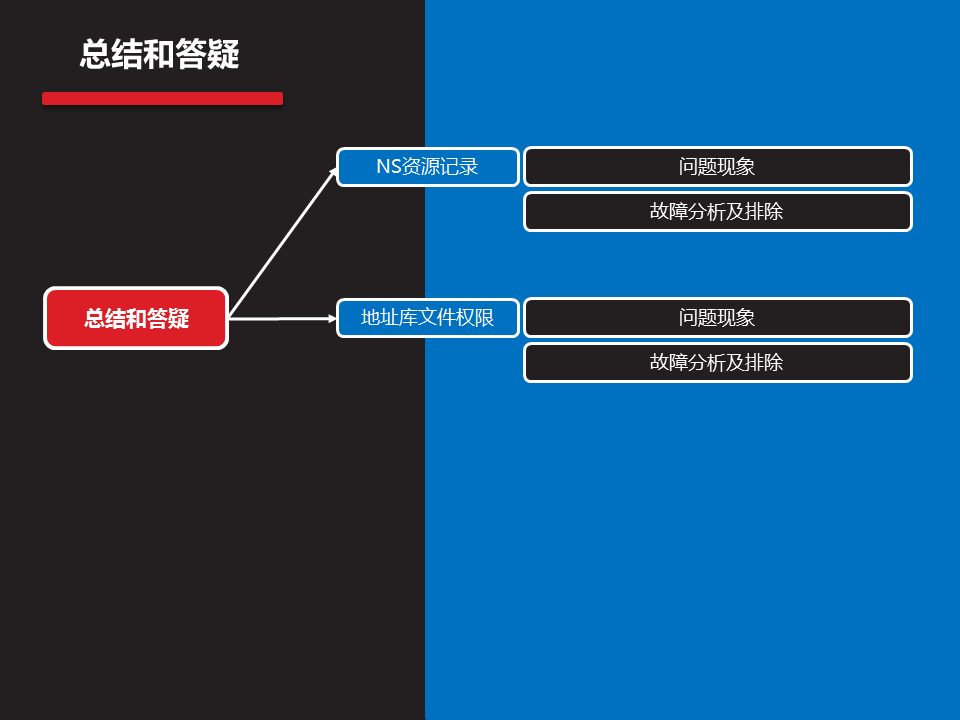 总结和答疑
NS资源记录
问题现象
故障分析及排除
总结和答疑
地址库文件权限
问题现象
故障分析及排除